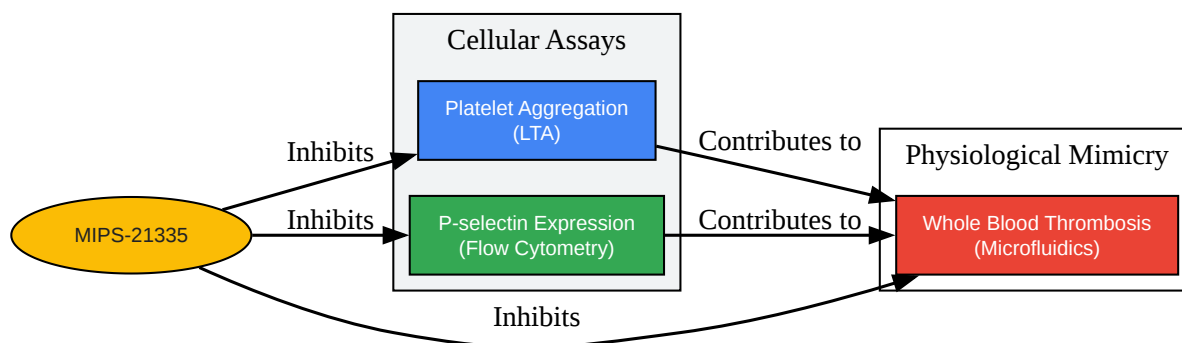 Cellular Assays
Platelet Aggregation
(LTA)
Inhibits
Contributes to
Physiological Mimicry
MIPS-21335
Inhibits
P-selectin Expression
(Flow Cytometry)
Contributes to
Whole Blood Thrombosis
(Microfluidics)
Inhibits